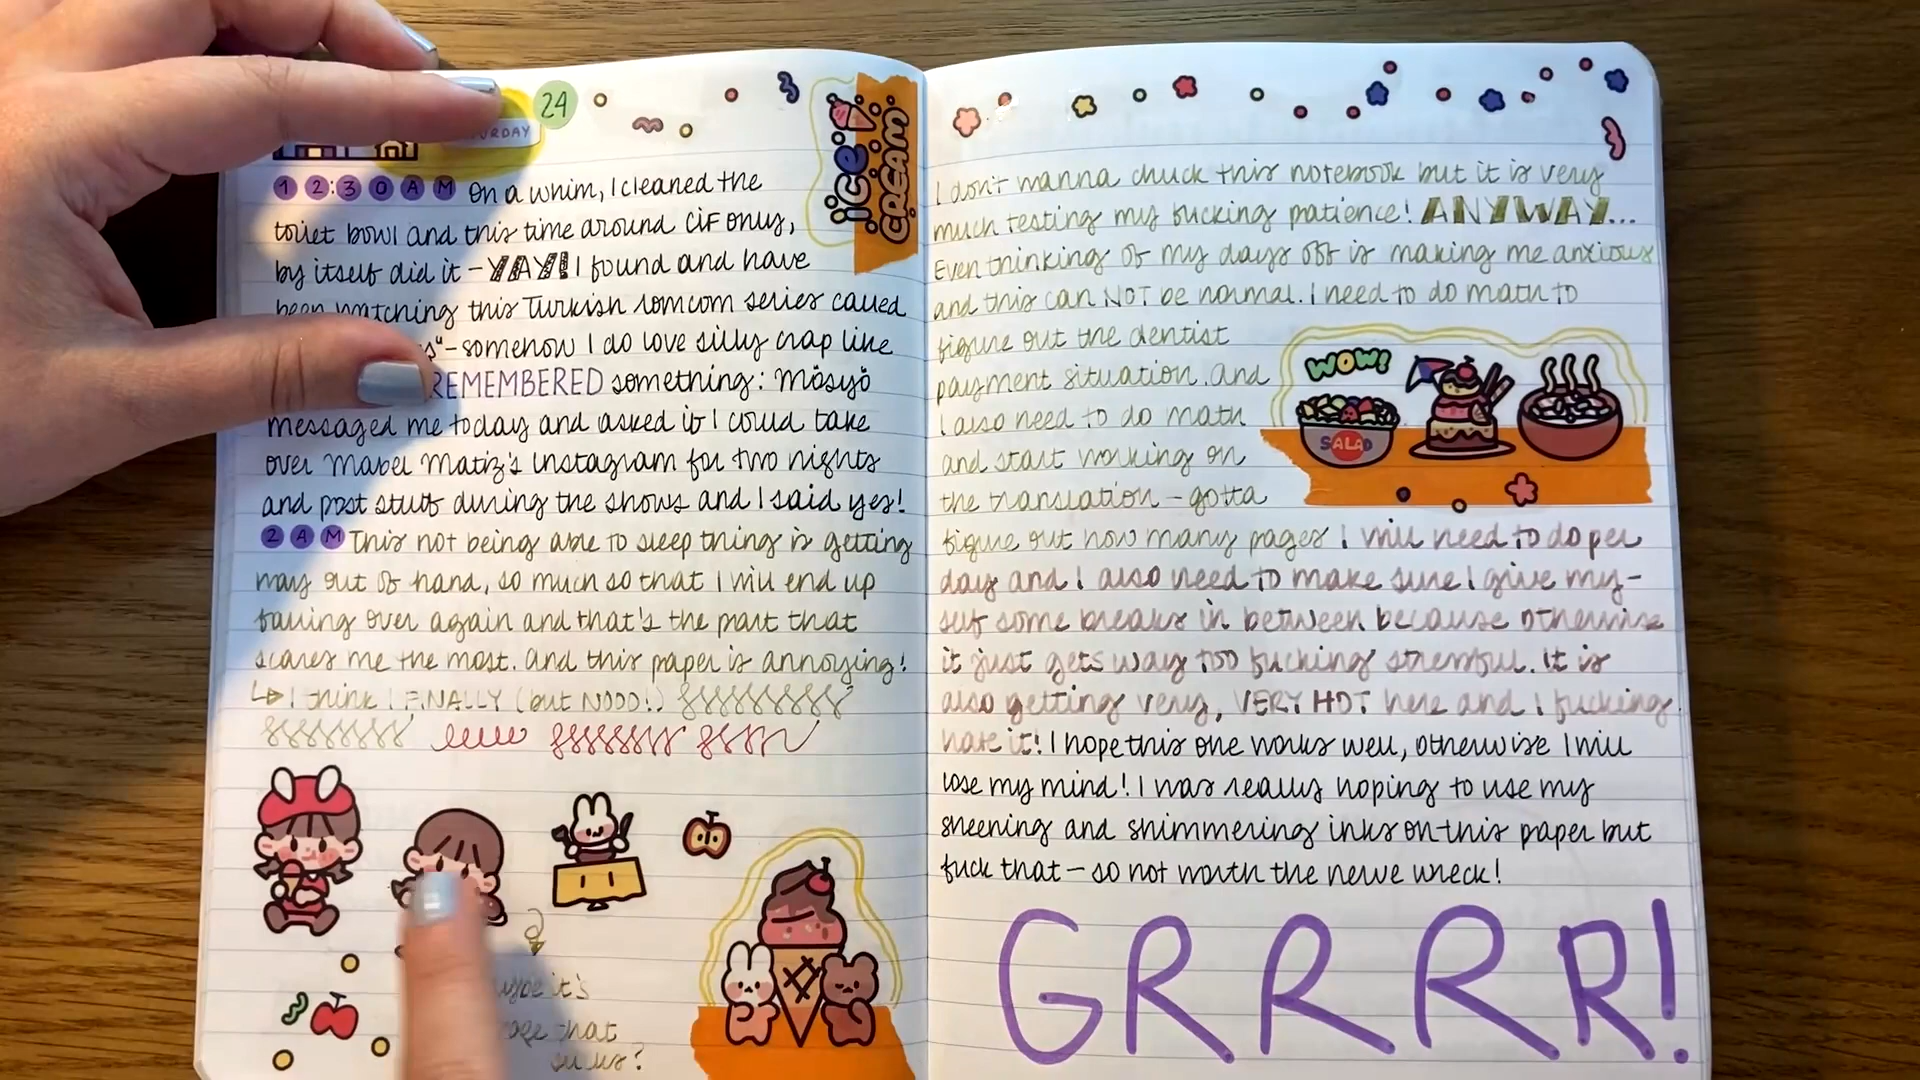 24
URDAY
ICE CREAM
12:30AM On a whim, I cleaned the
toilet bowl and this time around CIF only,
by itself did it - YAY! I found and have
been watching this Turkish romcom series called
s" - somehow I do love silly crap like
REMEMBERED something: Mösyö
messaged me today and asked if I could take
over Mabel Matiz's instagram for two nights
and post stuff during the shows and I said yes!
2AM This not being able to sleep thing is getting
way out of hand, so much so that I will end up
falling over again and that's the part that
scares me the most. And this paper is annoying!
↳ I think I FINALLY (but NOOO!)
that
sucks?
I don't wanna chuck this notebook but it is very
much testing my fucking patience! ANYWAY...
Even thinking of my days off is making me anxious
and this can NOT be normal. I need to do math to
figure out the dentist
payment situation. and
I also need to do math
and start working on
the translation - gotta
figure out how many pages I will need to do per
day and I also need to make sure I give my-
self some breaks in between because otherwise
it just gets way too fucking stressful. It is
also getting very, VERY HOT here and I fucking
hate it! I hope this one works well, otherwise I will
lose my mind! I was really hoping to use my
sheening and shimmering inks on this paper but
fuck that - so not worth the nerve wreck!
WOW!
SALAD
GRRRR!